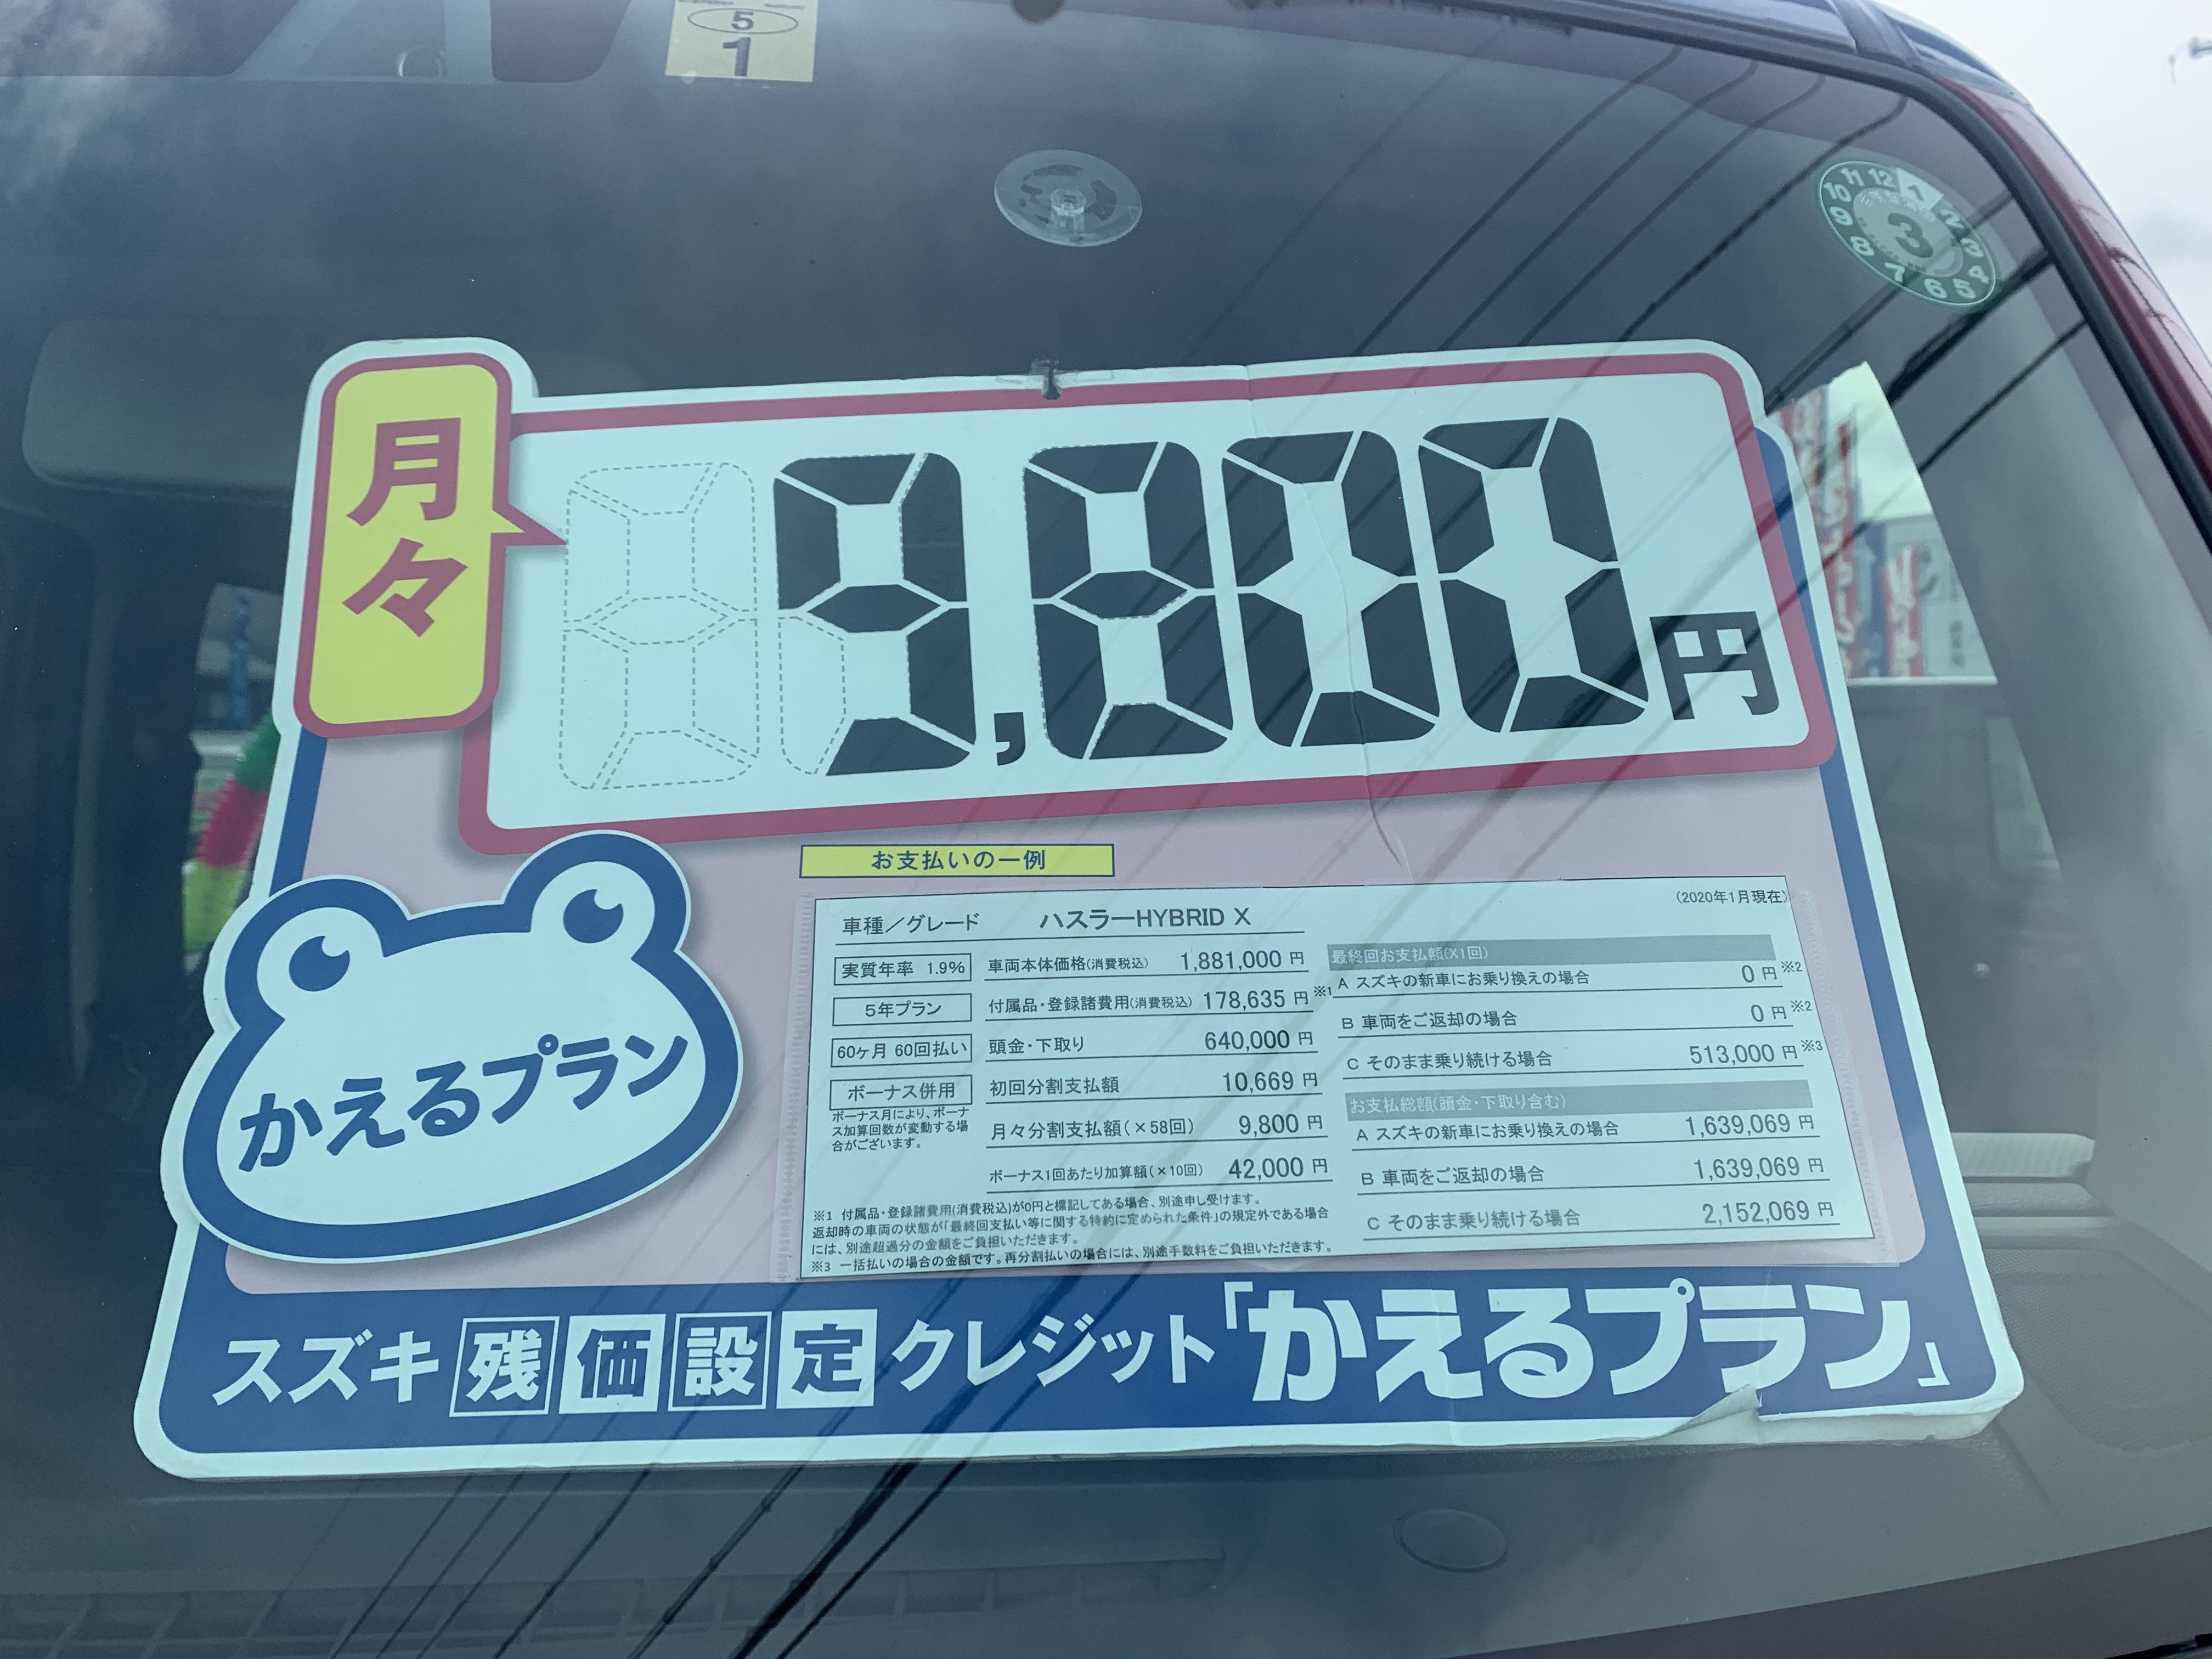 5
1
11 12 1 2 3 4 5 6 7 8 9 10
3
月々
9,800円
かえるプラン
お支払いの一例
(2020年1月現在)
車種／グレード ハスラーHYBRID X
実質年率 1.9%
5年プラン
60ヶ月 60回払い
ボーナス併用
ボーナス月により、ボーナ
ス加算回数が変動する場
合がございます。
車両本体価格(消費税込) 1,881,000 円
付属品・登録諸費用(消費税込) 178,635 円 ※1
頭金・下取り 640,000 円
初回分割支払額 10,669 円
月々分割支払額(×58回) 9,800 円
ボーナス1回あたり加算額(×10回) 42,000 円
最終回お支払額(X1回)
A スズキの新車にお乗り換えの場合 0 円 ※2
B 車両をご返却の場合 0 円 ※2
C そのまま乗り続ける場合 513,000 円 ※3
お支払総額(頭金・下取り含む)
A スズキの新車にお乗り換えの場合 1,639,069 円
B 車両をご返却の場合 1,639,069 円
C そのまま乗り続ける場合 2,152,069 円
※1 付属品・登録諸費用(消費税込)が0円と標記してある場合、別途申し受けます。
返却時の車両の状態が「最終回支払い等に関する特約に定められた条件」の規定外である場合
には、別途超過分の金額をご負担いただきます。
※3 一括払いの場合の金額です。再分割払いの場合には、別途手数料をご負担いただきます。
スズキ残価設定クレジット「かえるプラン」